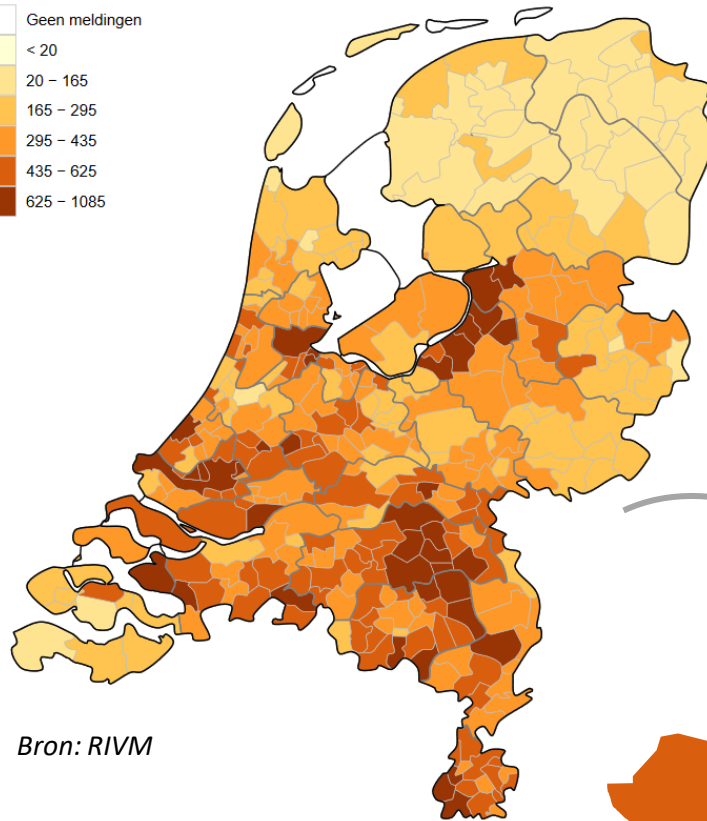 Geen meldingen
< 20
20 – 165
165 – 295
295 – 435
435 – 625
625 – 1085
Bron: RIVM